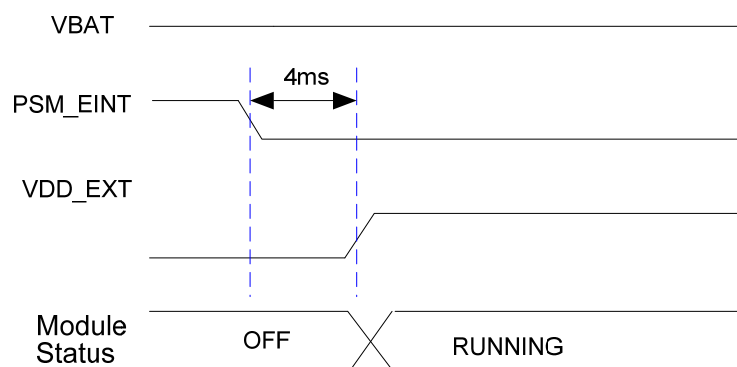 VBAT
4ms
PSM_EINT
VDD_EXT
Module
Status
OFF
RUNNING